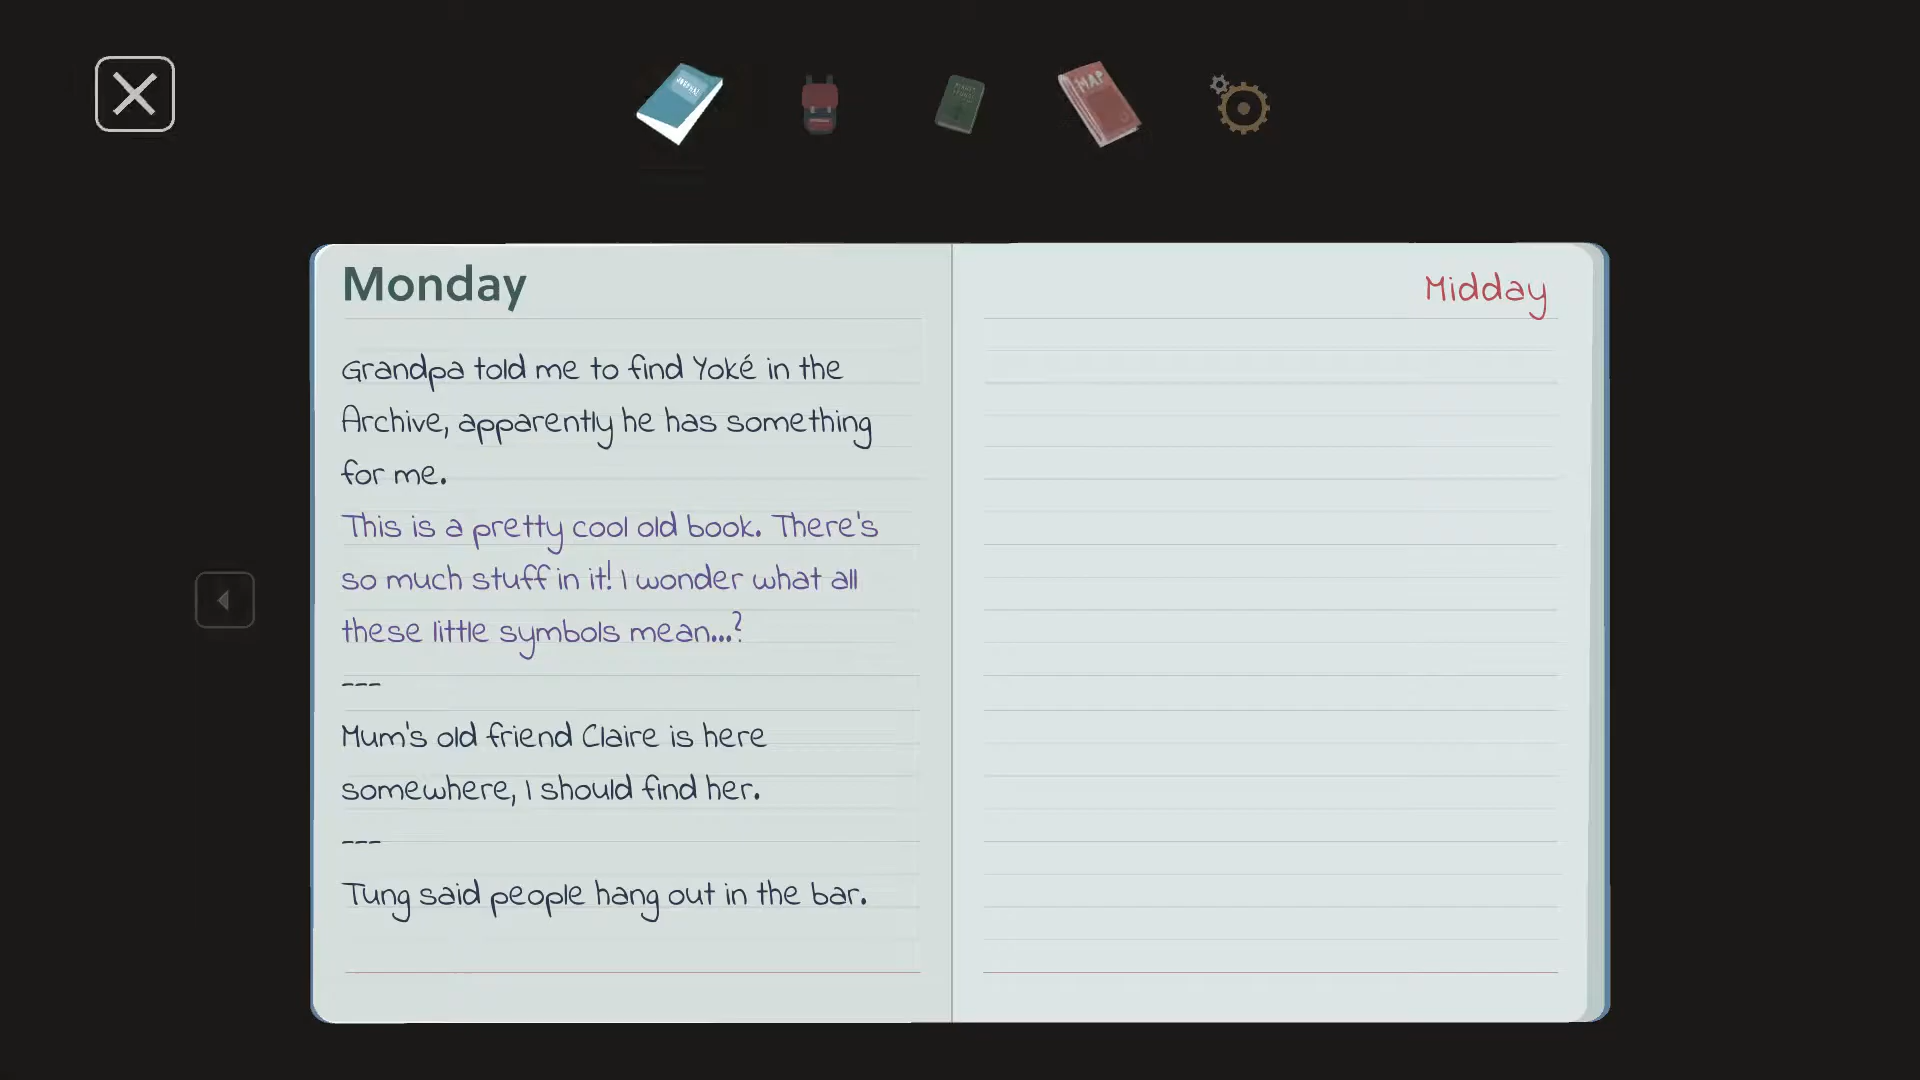 JOURNAL
MAP
Monday
Midday
Grandpa told me to find Yoké in the
Archive, apparently he has something
for me.
This is a pretty cool old book. There's
so much stuff in it! I wonder what all
these little symbols mean...?
---
Mum's old friend Claire is here
somewhere, I should find her.
---
Tung said people hang out in the bar.